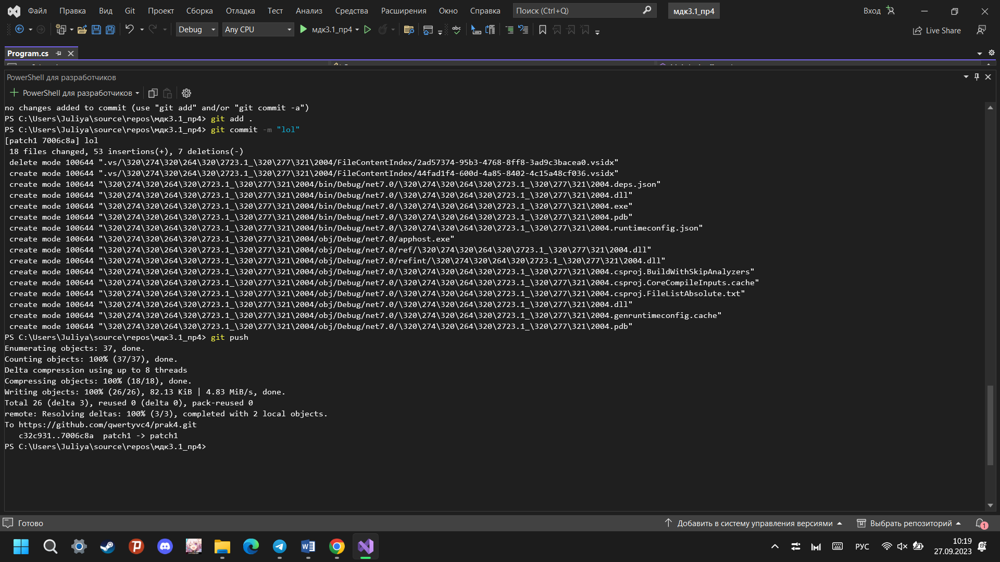 Файл Правка Вид Git Проект Сборка Отладка Тест Анализ Средства Расширения Окно Справка Поиск (Ctrl+Q) мдк3.1_пр4 Вход
Debug Any CPU мдк3.1_пр4 Live Share
Program.cs
PowerShell для разработчиков
PowerShell для разработчиков
no changes added to commit (use "git add" and/or "git commit -a")
PS C:\Users\Juliya\source\repos\мдк3.1_пр4> git add .
PS C:\Users\Juliya\source\repos\мдк3.1_пр4> git commit -m "lol"
[patch1 7006c8a] lol
18 files changed, 53 insertions(+), 7 deletions(-)
delete mode 100644 ".vs/\320\274\320\264\320\2723.1_\320\277\321\2004/FileContentIndex/2ad57374-95b3-4768-8ff8-3ad9c3bacea0.vsidx"
create mode 100644 ".vs/\320\274\320\264\320\2723.1_\320\277\321\2004/FileContentIndex/44fad1f4-600d-4a85-8402-4c15a48cf036.vsidx"
create mode 100644 "\320\274\320\264\320\2723.1_\320\277\321\2004/bin/Debug/net7.0/\320\274\320\264\320\2723.1_\320\277\321\2004.deps.json"
create mode 100644 "\320\274\320\264\320\2723.1_\320\277\321\2004/bin/Debug/net7.0/\320\274\320\264\320\2723.1_\320\277\321\2004.dll"
create mode 100644 "\320\274\320\264\320\2723.1_\320\277\321\2004/bin/Debug/net7.0/\320\274\320\264\320\2723.1_\320\277\321\2004.exe"
create mode 100644 "\320\274\320\264\320\2723.1_\320\277\321\2004/bin/Debug/net7.0/\320\274\320\264\320\2723.1_\320\277\321\2004.pdb"
create mode 100644 "\320\274\320\264\320\2723.1_\320\277\321\2004/bin/Debug/net7.0/\320\274\320\264\320\2723.1_\320\277\321\2004.runtimeconfig.json"
create mode 100644 "\320\274\320\264\320\2723.1_\320\277\321\2004/obj/Debug/net7.0/apphost.exe"
create mode 100644 "\320\274\320\264\320\2723.1_\320\277\321\2004/obj/Debug/net7.0/ref/\320\274\320\264\320\2723.1_\320\277\321\2004.dll"
create mode 100644 "\320\274\320\264\320\2723.1_\320\277\321\2004/obj/Debug/net7.0/refint/\320\274\320\264\320\2723.1_\320\277\321\2004.dll"
create mode 100644 "\320\274\320\264\320\2723.1_\320\277\321\2004/obj/Debug/net7.0/\320\274\320\264\320\2723.1_\320\277\321\2004.csproj.BuildWithSkipAnalyzers"
create mode 100644 "\320\274\320\264\320\2723.1_\320\277\321\2004/obj/Debug/net7.0/\320\274\320\264\320\2723.1_\320\277\321\2004.csproj.CoreCompileInputs.cache"
create mode 100644 "\320\274\320\264\320\2723.1_\320\277\321\2004/obj/Debug/net7.0/\320\274\320\264\320\2723.1_\320\277\321\2004.csproj.FileListAbsolute.txt"
create mode 100644 "\320\274\320\264\320\2723.1_\320\277\321\2004/obj/Debug/net7.0/\320\274\320\264\320\2723.1_\320\277\321\2004.dll"
create mode 100644 "\320\274\320\264\320\2723.1_\320\277\321\2004/obj/Debug/net7.0/\320\274\320\264\320\2723.1_\320\277\321\2004.genruntimeconfig.cache"
create mode 100644 "\320\274\320\264\320\2723.1_\320\277\321\2004/obj/Debug/net7.0/\320\274\320\264\320\2723.1_\320\277\321\2004.pdb"
PS C:\Users\Juliya\source\repos\мдк3.1_пр4> git push
Enumerating objects: 37, done.
Counting objects: 100% (37/37), done.
Delta compression using up to 8 threads
Compressing objects: 100% (18/18), done.
Writing objects: 100% (26/26), 82.13 KiB | 4.83 MiB/s, done.
Total 26 (delta 3), reused 0 (delta 0), pack-reused 0
remote: Resolving deltas: 100% (3/3), completed with 2 local objects.
To https://github.com/qwertyvc4/prak4.git
c32c931..7006c8a  patch1 -> patch1
PS C:\Users\Juliya\source\repos\мдк3.1_пр4>
Готово Добавить в систему управления версиями Выбрать репозиторий 1
РУС 10:19
27.09.2023